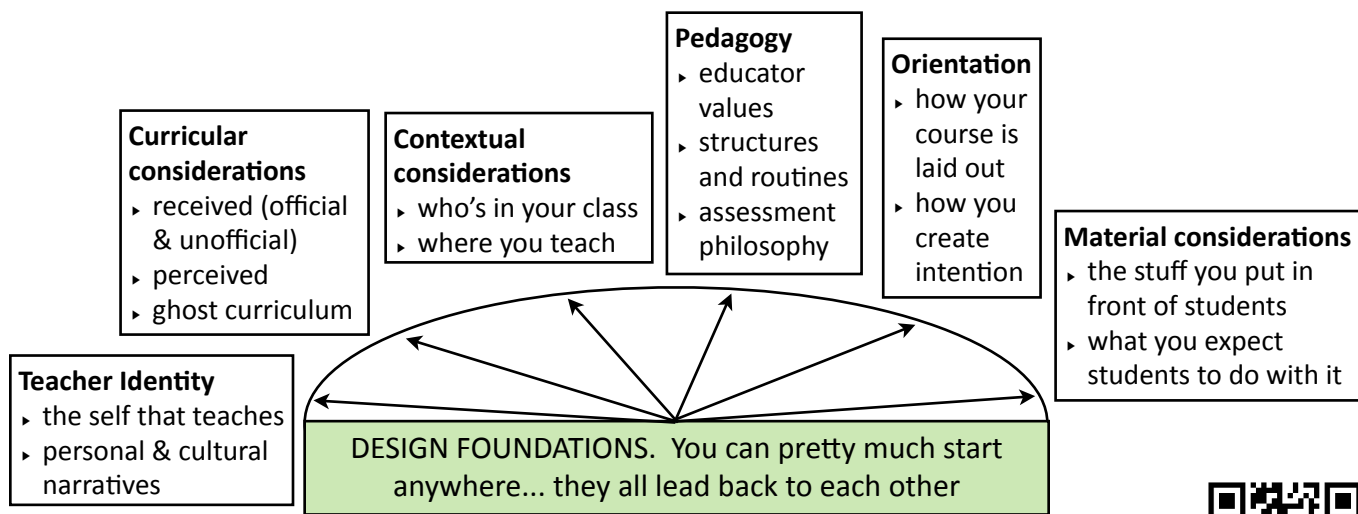 Teacher Identity
‣ the self that teaches
‣ personal & cultural
narratives
Curricular
considerations
‣ received (official
& unofficial)
‣ perceived
‣ ghost curriculum
Contextual
considerations
‣ who's in your class
‣ where you teach
Pedagogy
‣ educator
values
‣ structures
and routines
‣ assessment
philosophy
Orientation
‣ how your
course is
laid out
‣ how you
create
intention
Material considerations
‣ the stuff you put in
front of students
‣ what you expect
students to do with it
DESIGN FOUNDATIONS. You can pretty much start
anywhere... they all lead back to each other